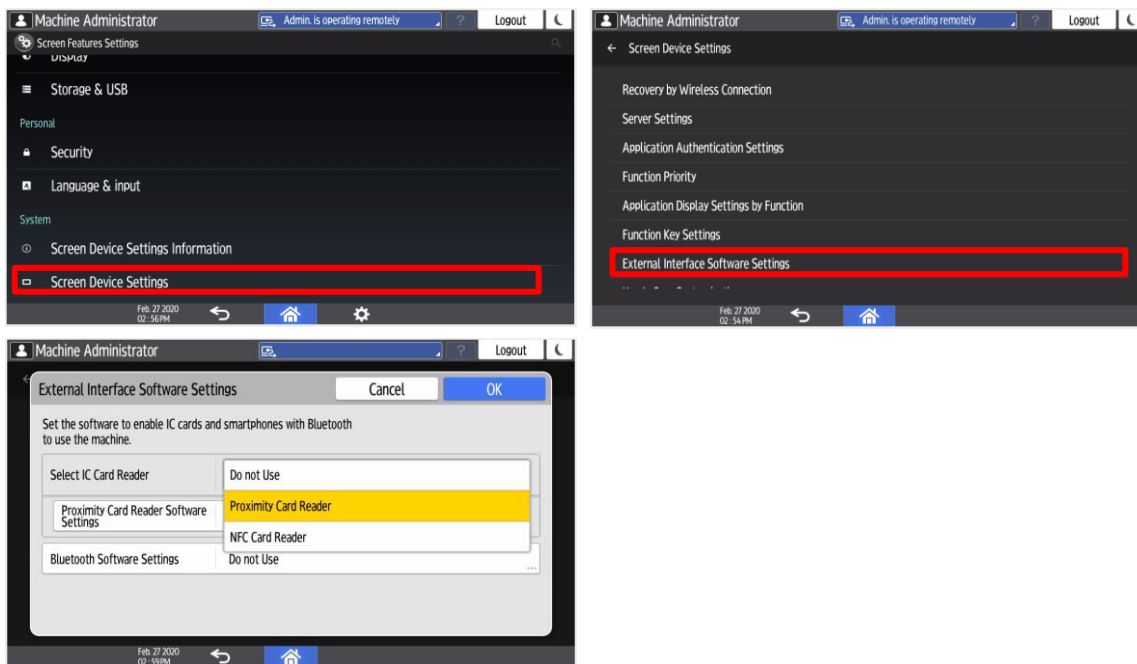 Machine Administrator
Admin. is operating remotely
?
Logout
Screen Features Settings
Display
Storage & USB
Personal
Security
A
Language & input
System
Screen Device Settings Information
Screen Device Settings
Feb. 27 2020
02 : 56 PM
Machine Administrator
Admin. is operating remotely
?
Logout
Screen Device Settings
Recovery by Wireless Connection
Server Settings
Application Authentication Settings
Function Priority
Application Display Settings by Function
Function Key Settings
External Interface Software Settings
Feb. 27 2020
02 : 54 PM
Machine Administrator
?
Logout
External Interface Software Settings
Cancel
OK
Set the software to enable IC cards and smartphones with Bluetooth
to use the machine.
Select IC Card Reader
Do not Use
Proximity Card Reader Software
Settings
Proximity Card Reader
NFC Card Reader
Bluetooth Software Settings
Do not Use
...
Feb. 27 2020
02 : 59 PM